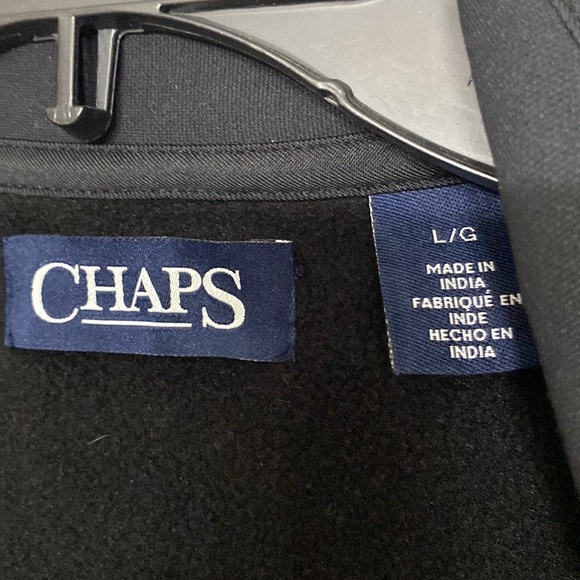 CHAPS
L/G
MADE IN
INDIA
FABRIQUÉ EN
INDE
HECHO EN
INDIA